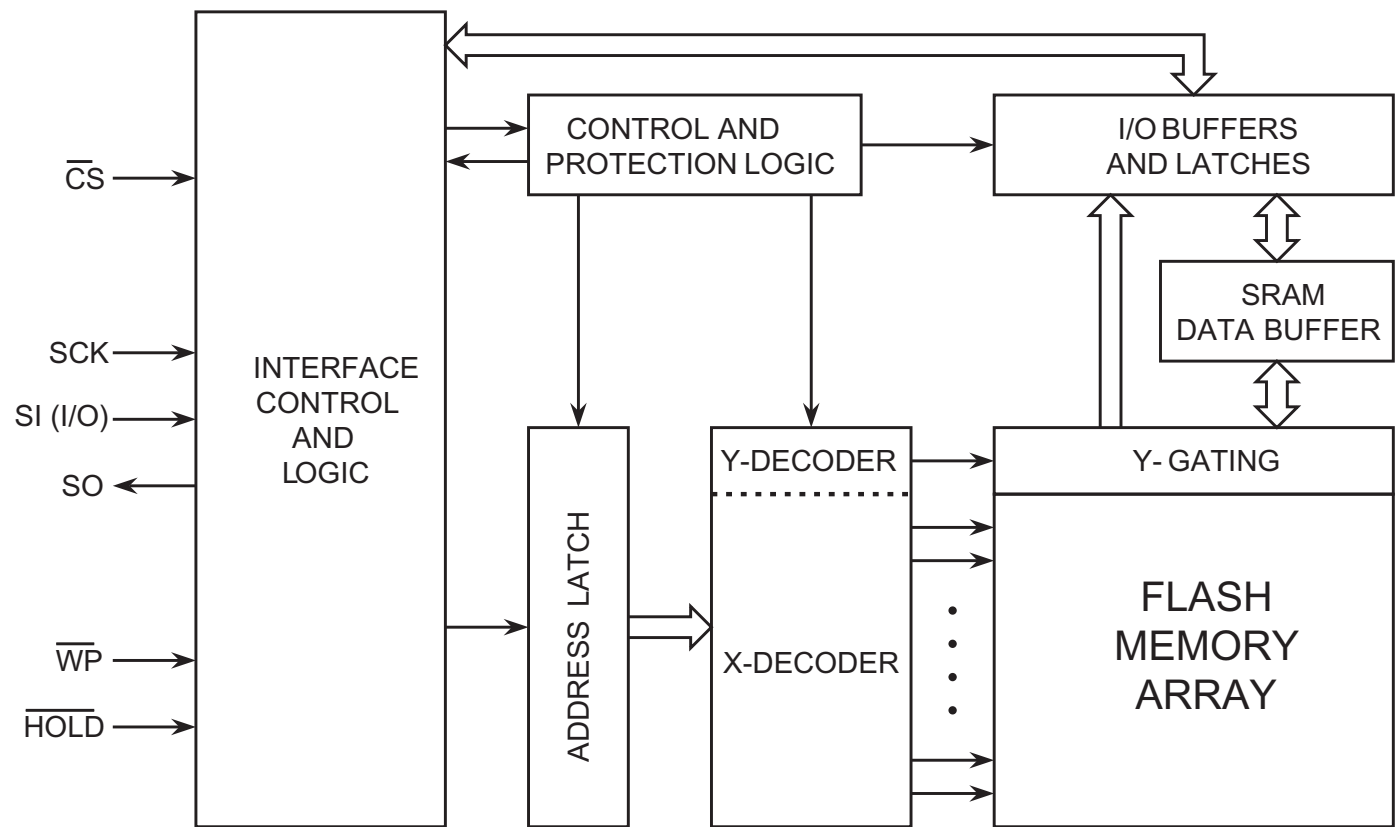 CS
SCK
SI (I/O)
SO
WP
HOLD
INTERFACE
CONTROL
AND
LOGIC
CONTROL AND
PROTECTION LOGIC
I/O BUFFERS
AND LATCHES
SRAM
DATA BUFFER
ADDRESS LATCH
Y-DECODER
X-DECODER
Y- GATING
FLASH
MEMORY
ARRAY